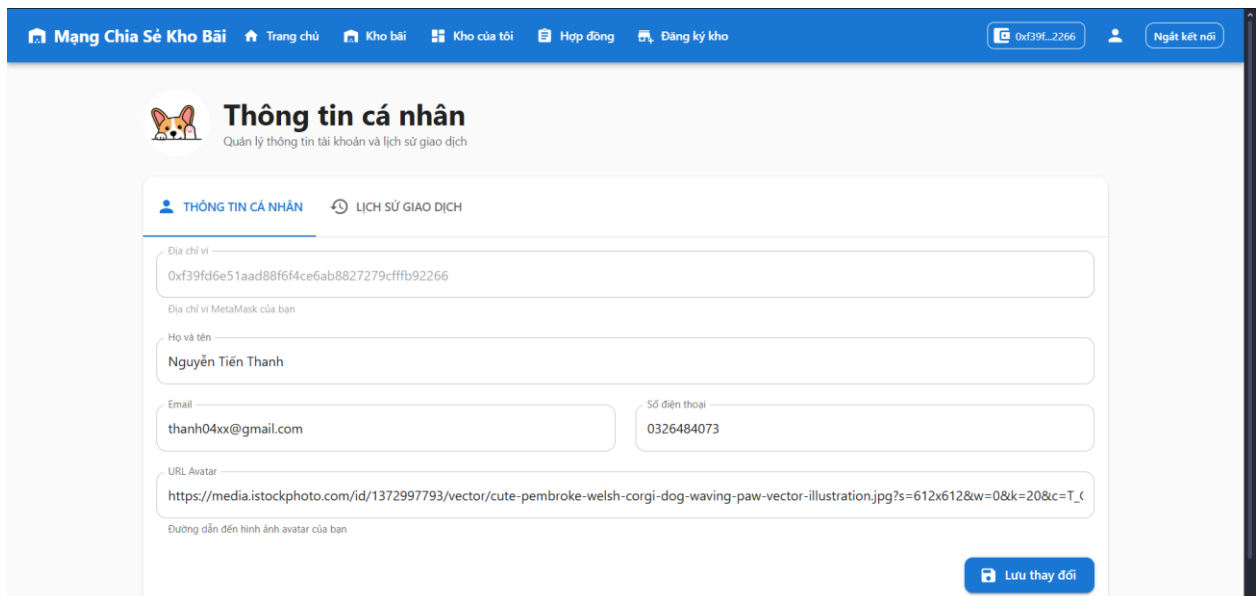 Mạng Chia Sẻ Kho Bãi Trang chủ Kho bãi Kho của tôi Hợp đồng Đăng ký kho 0xf39f...2266 Ngắt kết nối
Thông tin cá nhân
Quản lý thông tin tài khoản và lịch sử giao dịch
THÔNG TIN CÁ NHÂN LỊCH SỬ GIAO DỊCH
Địa chỉ ví
0xf39fd6e51aad88f6f4ce6ab8827279cfffb92266
Địa chỉ ví MetaMask của bạn
Họ và tên
Nguyễn Tiến Thanh
Email Số điện thoại
thanh04xx@gmail.com 0326484073
URL Avatar
https://media.istockphoto.com/id/1372997793/vector/cute-pembroke-welsh-corgi-dog-waving-paw-vector-illustration.jpg?s=612x612&w=0&k=20&c=T_
Đường dẫn đến hình ảnh avatar của bạn
Lưu thay đổi